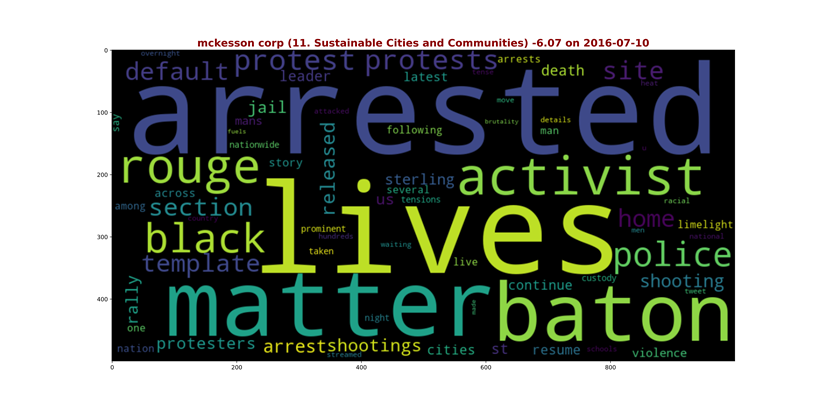 mckesson corp (11. Sustainable Cities and Communities) -6.07 on 2016-07-10
overnight
protest protests arrests
default leader latest death site
heat
arrested
jail move
mans attacked brutality details
say fuels following man
nationwide
released
rouge story sterling activist
across several
among section us tensions racial
lives
prominent home limelight
black hundreds men national
taken
template waiting live police
matter baton
continue custody shooting
rally tweet
night made
one
nation protesters arrest shootings cities st resume schools
streamed violence
0
100
200
300
400
0 200 400 600 800